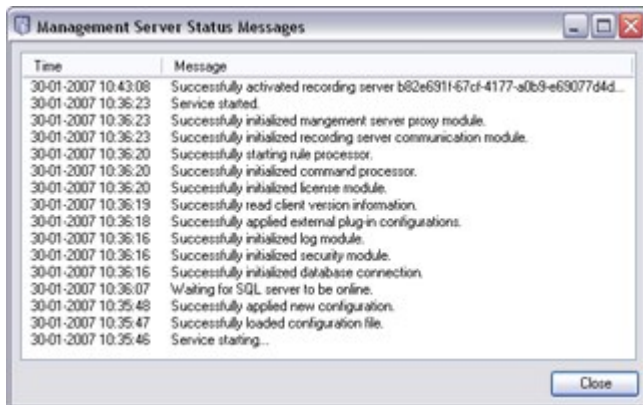 Management Server Status Messages
Time Message
30-01-2007 10:43:08 Successfully activated recording server b82e691f-67cf-4177-a0b9-e69077d4d...
30-01-2007 10:36:23 Service started.
30-01-2007 10:36:23 Successfully initialized mangement server proxy module.
30-01-2007 10:36:23 Successfully initialized recording server communication module.
30-01-2007 10:36:20 Successfully starting rule processor.
30-01-2007 10:36:20 Successfully initialized command processor.
30-01-2007 10:36:20 Successfully initialized license module.
30-01-2007 10:36:19 Successfully read client version information.
30-01-2007 10:36:18 Successfully applied external plug-in configurations.
30-01-2007 10:36:16 Successfully initialized log module.
30-01-2007 10:36:16 Successfully initialized security module.
30-01-2007 10:36:16 Successfully initialized database connection.
30-01-2007 10:36:07 Waiting for SQL server to be online.
30-01-2007 10:35:48 Successfully applied new configuration.
30-01-2007 10:35:47 Successfully loaded configuration file.
30-01-2007 10:35:46 Service starting...
Close